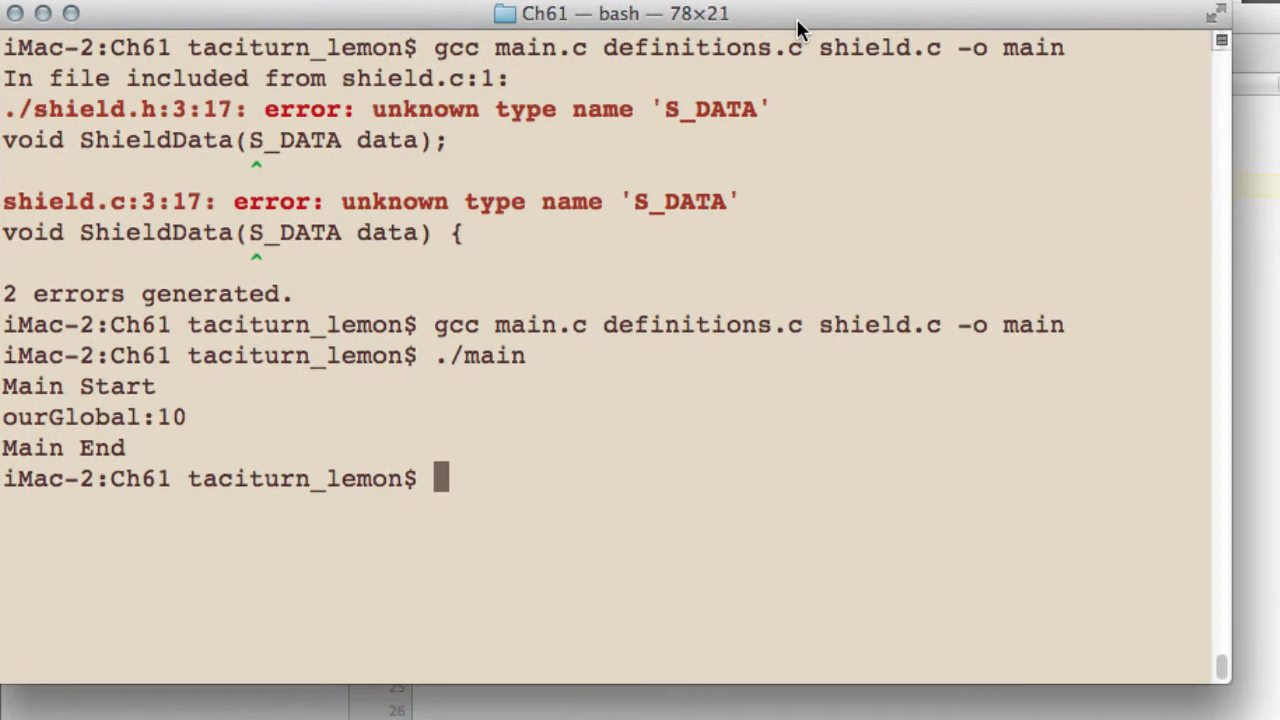 Ch61 — bash — 78×21
iMac-2:Ch61 taciturn_lemon$ gcc main.c definitions.c shield.c -o main
In file included from shield.c:1:
./shield.h:3:17: error: unknown type name 'S_DATA'
void ShieldData(S_DATA data);
^
shield.c:3:17: error: unknown type name 'S_DATA'
void ShieldData(S_DATA data) {
^
2 errors generated.
iMac-2:Ch61 taciturn_lemon$ gcc main.c definitions.c shield.c -o main
iMac-2:Ch61 taciturn_lemon$ ./main
Main Start
ourGlobal:10
Main End
iMac-2:Ch61 taciturn_lemon$
25
26